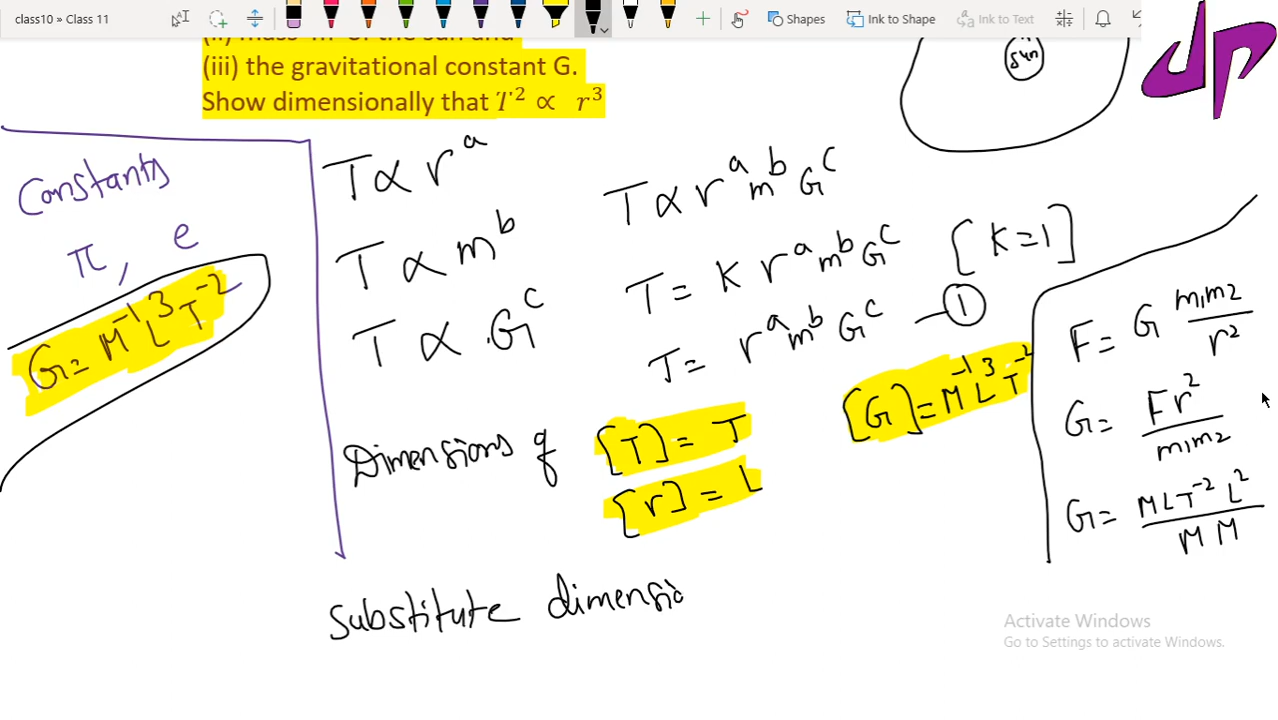 class10 » Class 11
Shapes
Ink to Shape
Ink to Text
dp
(iii) the gravitational constant G.
Show dimensionally that T² ∝ r³
sun
Constants
π, e
G = M⁻¹L³T⁻²
T ∝ rᵃ
T ∝ mᵇ
T ∝ .Gᶜ
T ∝ rᵃ mᵇ Gᶜ
T = K rᵃ mᵇ Gᶜ [K=1]
T = rᵃ mᵇ Gᶜ — ①
Dimensions of [T] = T
[r] = L
[G] = M⁻¹ L³ T⁻²
F = G m₁m₂ / r²
G = Fr² / m₁m₂
G = MLT⁻² L² / M M
Substitute dimensio
Activate Windows
Go to Settings to activate Windows.